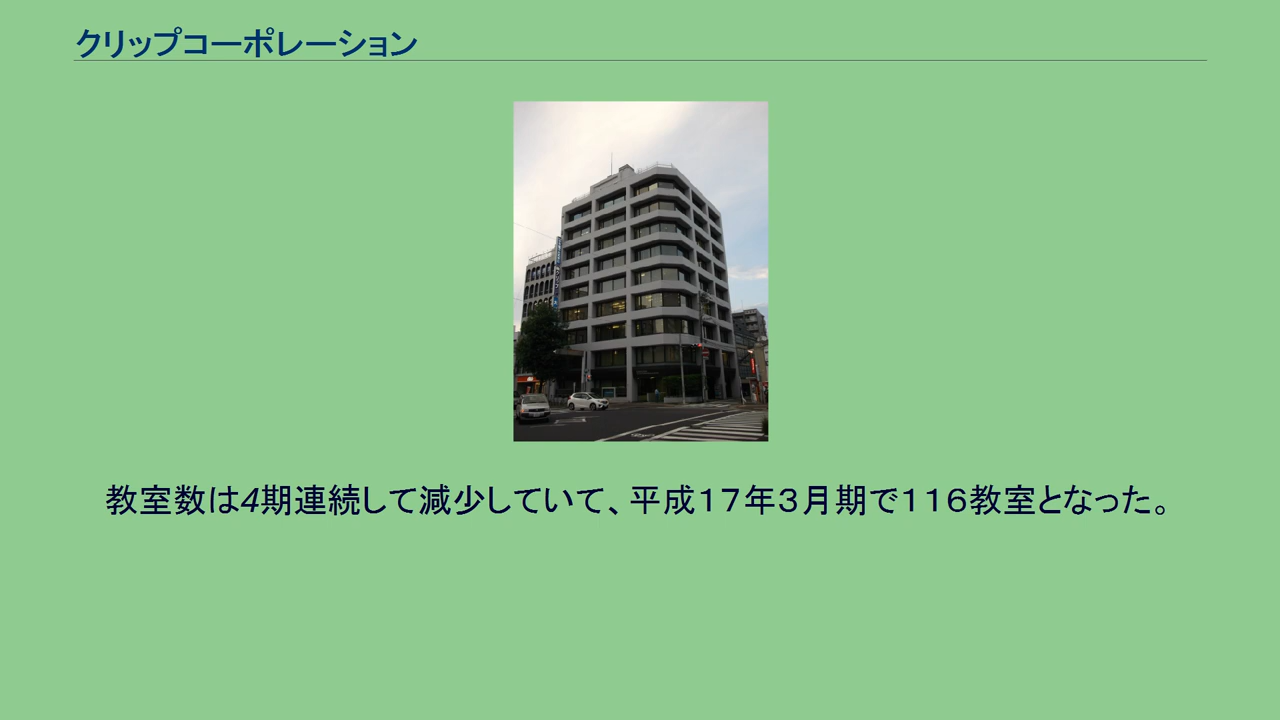 クリップコーポレーション
教室数は4期連続して減少していて、平成１７年３月期で１１６教室となった。